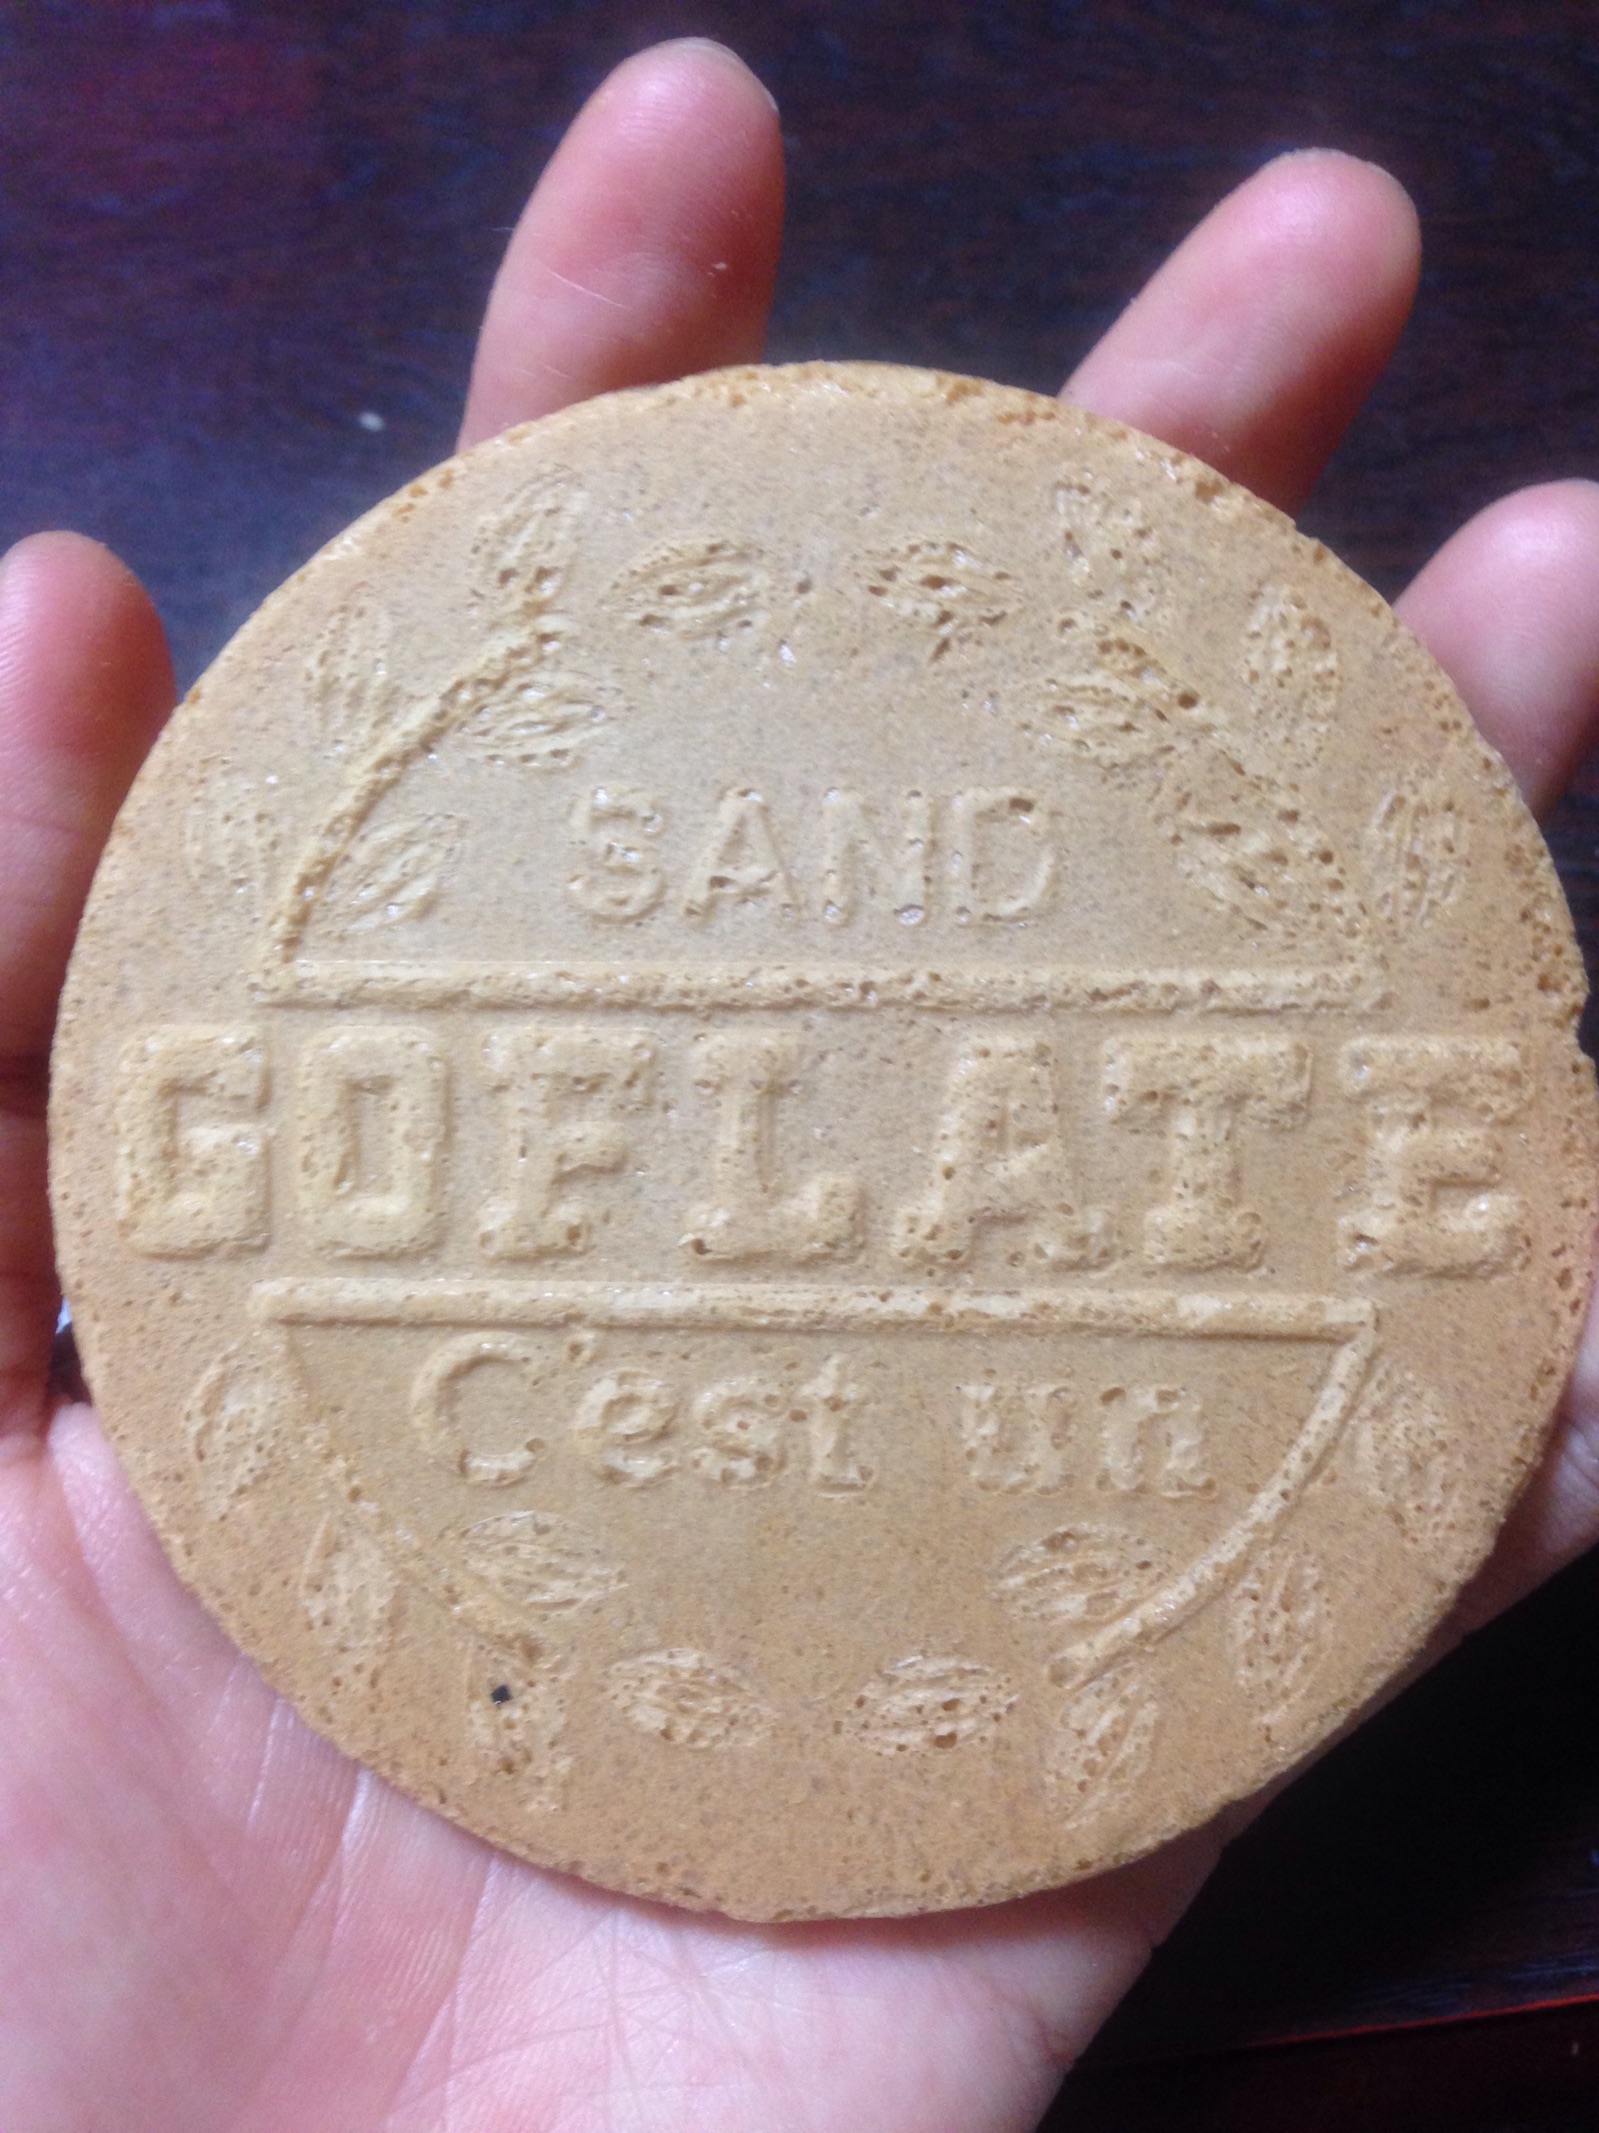 SAND
GOFLATE
C'est un